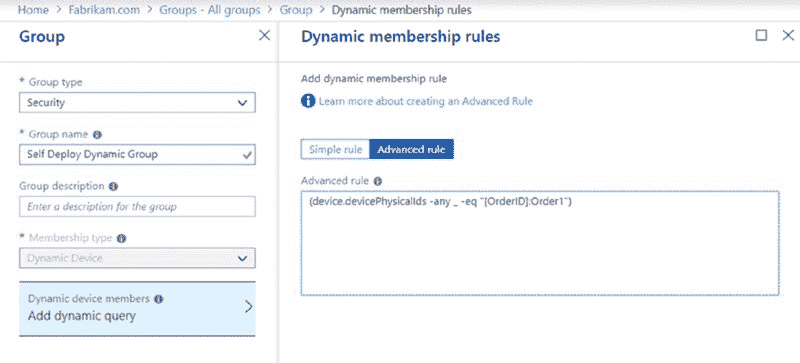 Home > Fabrikam.com > Groups - All groups > Group > Dynamic membership rules
Group
* Group type
Security
* Group name
Self Deploy Dynamic Group
Group description
Enter a description for the group
* Membership type
Dynamic Device
Dynamic device members
Add dynamic query
Dynamic membership rules
Add dynamic membership rule
Learn more about creating an Advanced Rule
Simple rule Advanced rule
Advanced rule
(device.devicePhysicalIds -any _ -eq "[OrderID]:Order1")